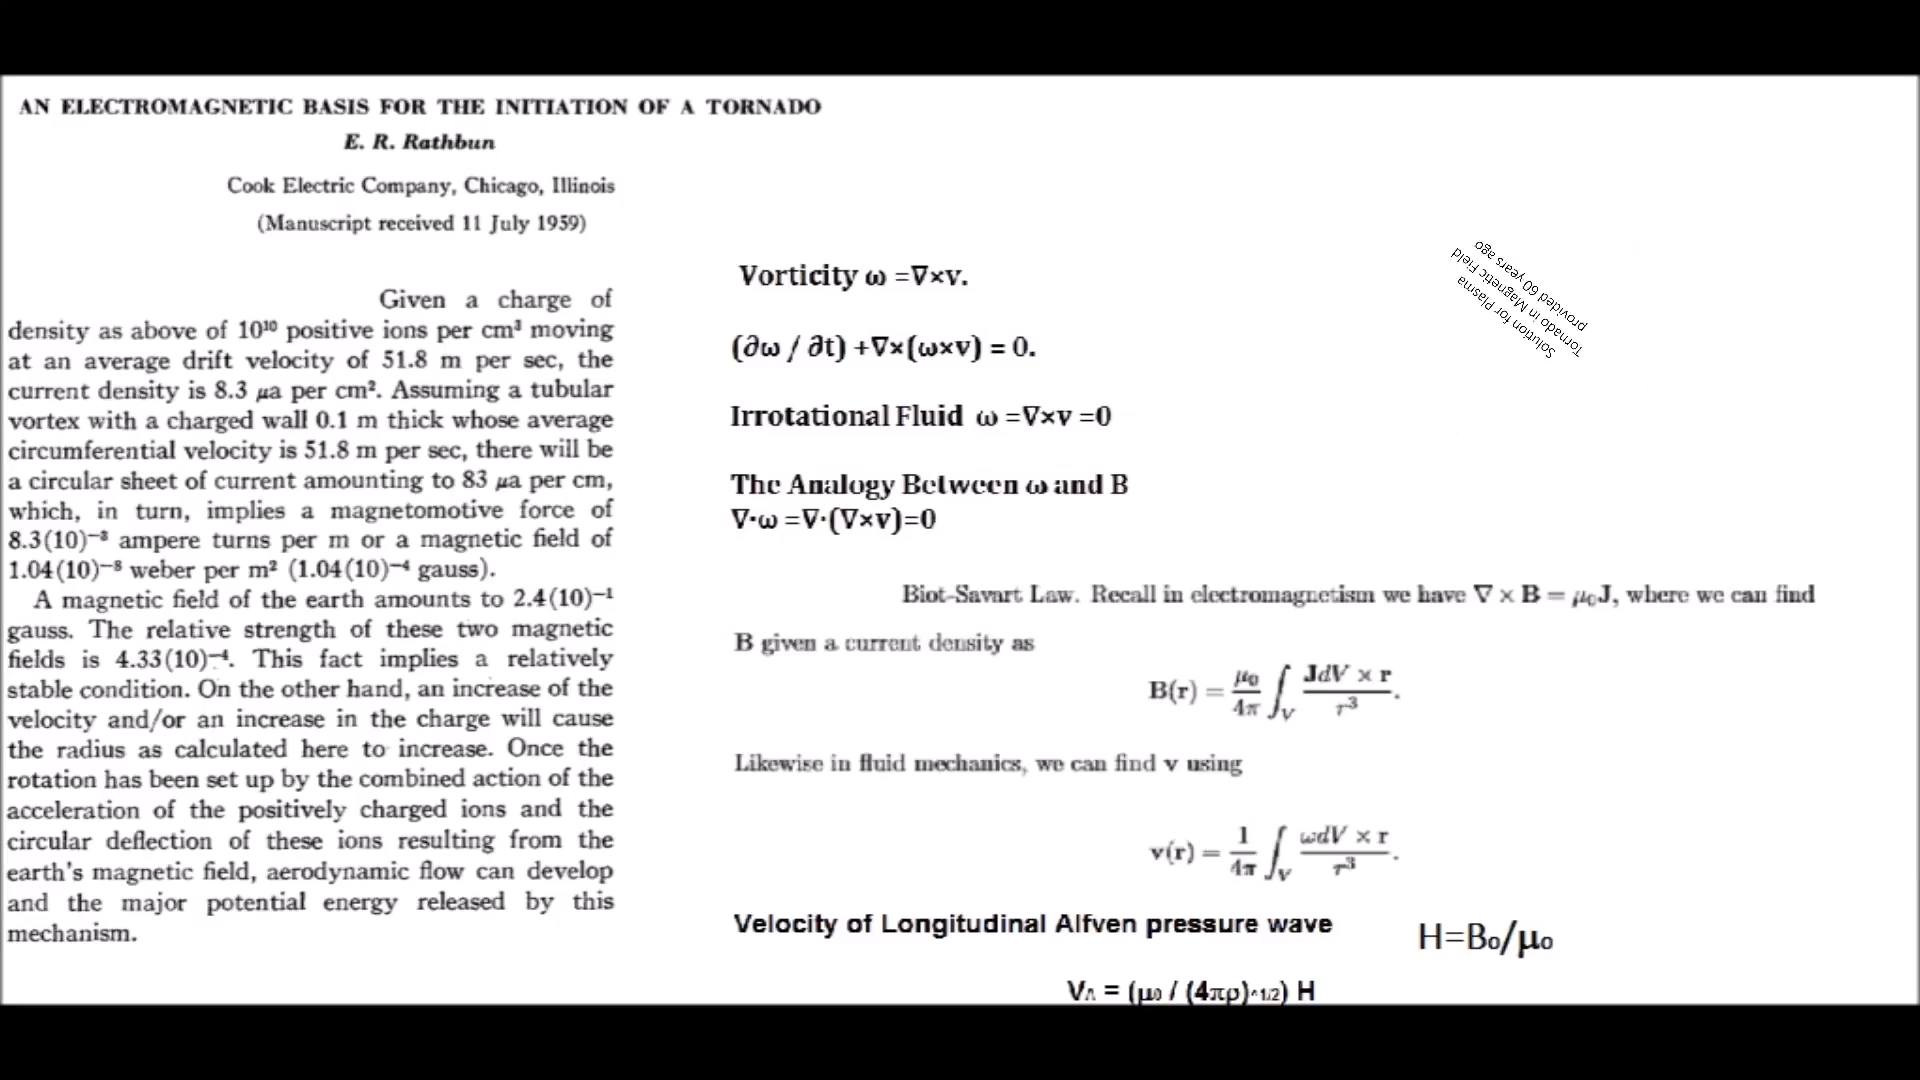 AN ELECTROMAGNETIC BASIS FOR THE INITIATION OF A TORNADO
E. R. Rathbun
Cook Electric Company, Chicago, Illinois
(Manuscript received 11 July 1959)
Given a charge of
density as above of 10¹⁰ positive ions per cm³ moving
at an average drift velocity of 51.8 m per sec, the
current density is 8.3 μa per cm². Assuming a tubular
vortex with a charged wall 0.1 m thick whose average
circumferential velocity is 51.8 m per sec, there will be
a circular sheet of current amounting to 83 μa per cm,
which, in turn, implies a magnetomotive force of
8.3(10)⁻³ ampere turns per m or a magnetic field of
1.04(10)⁻⁸ weber per m² (1.04(10)⁻⁴ gauss).
A magnetic field of the earth amounts to 2.4(10)⁻¹
gauss. The relative strength of these two magnetic
fields is 4.33(10)⁻⁴. This fact implies a relatively
stable condition. On the other hand, an increase of the
velocity and/or an increase in the charge will cause
the radius as calculated here to increase. Once the
rotation has been set up by the combined action of the
acceleration of the positively charged ions and the
circular deflection of these ions resulting from the
earth's magnetic field, aerodynamic flow can develop
and the major potential energy released by this
mechanism.
Vorticity ω =∇×v.
(∂ω / ∂t) +∇×(ω×v) = 0.
Irrotational Fluid ω =∇×v =0
The Analogy Between ω and B
∇·ω =∇·(∇×v)=0
Biot-Savart Law. Recall in electromagnetism we have ∇ × B = μ₀J, where we can find
B given a current density as
B(r) = μ₀/4π ∫_V JdV × r / r³.
Likewise in fluid mechanics, we can find v using
v(r) = 1/4π ∫_V ωdV × r / r³.
Velocity of Longitudinal Alfven pressure wave
H=B₀/μ₀
V_A = (μ₀ / (4πρ)^1/2) H
Solution for Plasma
Tornado in Magnetic Field
provided 60 years ago